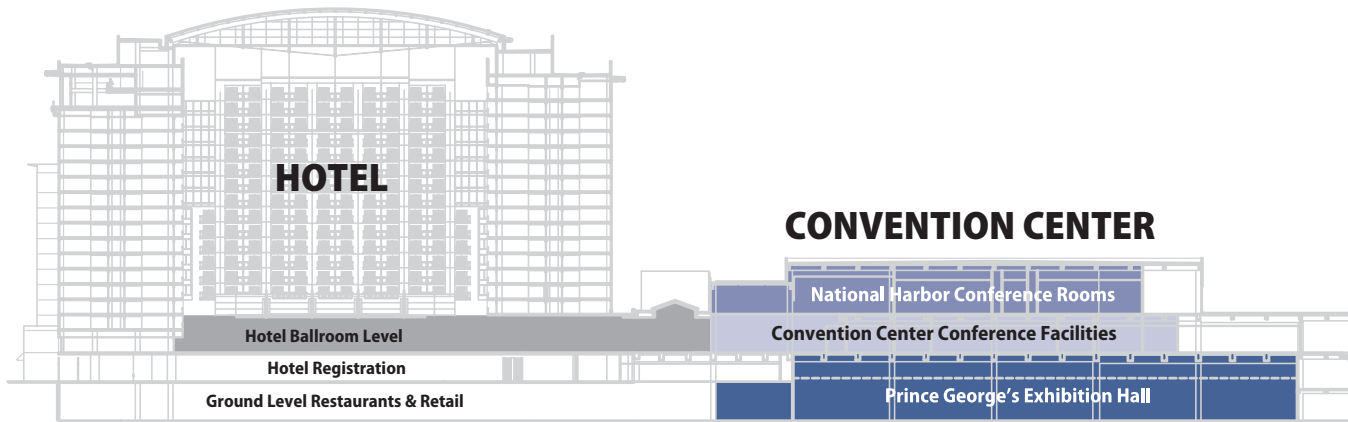 HOTEL
CONVENTION CENTER
National Harbor Conference Rooms
Hotel Ballroom Level
Convention Center Conference Facilities
Hotel Registration
Ground Level Restaurants & Retail
Prince George’s Exhibition Hall